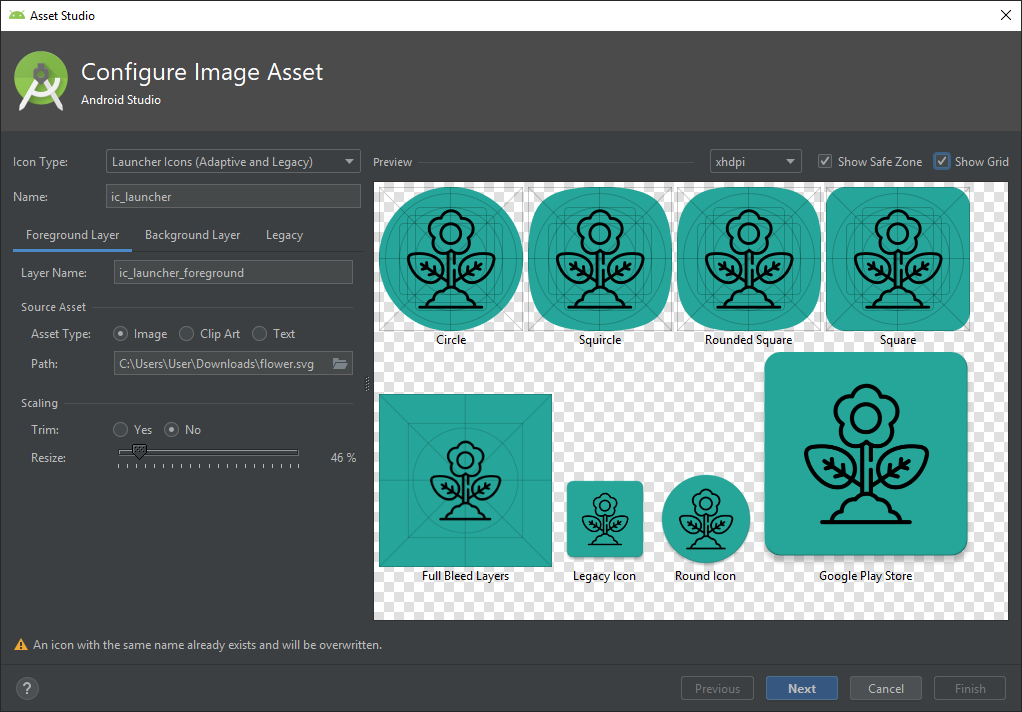 Asset Studio
Configure Image Asset
Android Studio
Icon Type: Launcher Icons (Adaptive and Legacy)
Name: ic_launcher
Foreground Layer Background Layer Legacy
Layer Name: ic_launcher_foreground
Source Asset
Asset Type: Image Clip Art Text
Path: C:\Users\User\Downloads\flower.svg
Scaling
Trim: Yes No
Resize: 46 %
Preview xhdpi Show Safe Zone Show Grid
Circle Squircle Rounded Square Square
Full Bleed Layers Legacy Icon Round Icon Google Play Store
An icon with the same name already exists and will be overwritten.
? Previous Next Cancel Finish